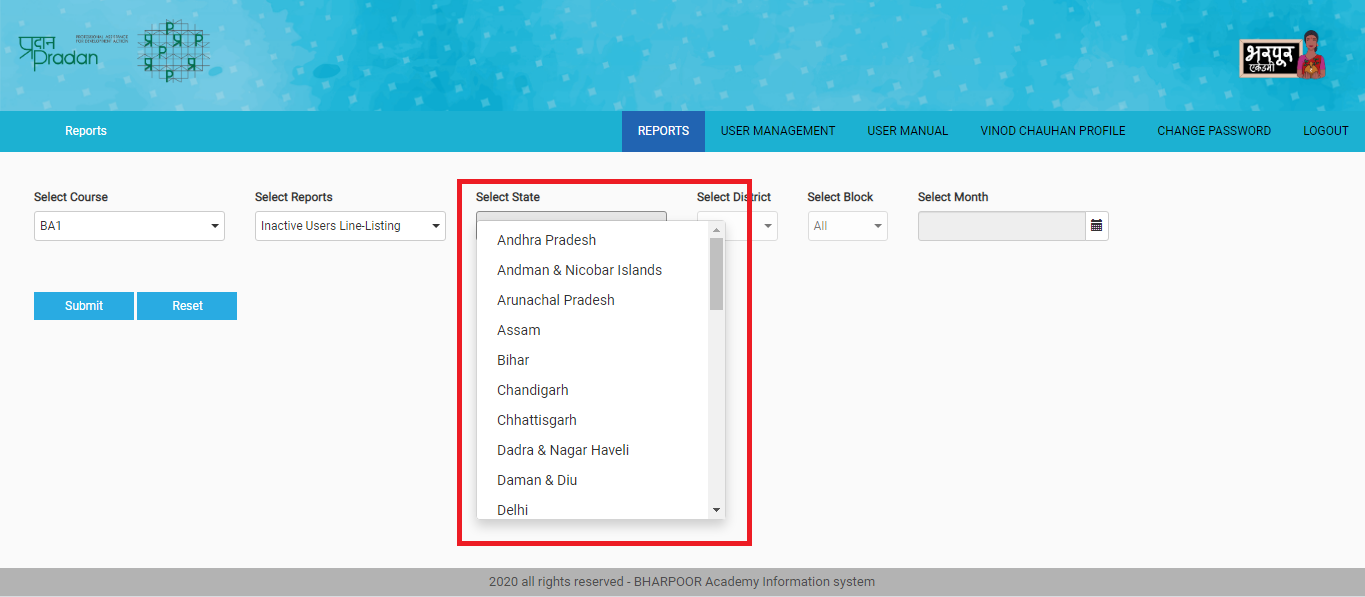 प्रदान
Pradan
PROFESSIONAL ASSISTANCE
FOR DEVELOPMENT ACTION
भरपूर
एकेडमी
Reports
REPORTS
USER MANAGEMENT
USER MANUAL
VINOD CHAUHAN PROFILE
CHANGE PASSWORD
LOGOUT
Select Course
Select Reports
Select State
Select District
Select Block
Select Month
BA1
Inactive Users Line-Listing
All
Andhra Pradesh
Andman & Nicobar Islands
Arunachal Pradesh
Assam
Bihar
Chandigarh
Chhattisgarh
Dadra & Nagar Haveli
Daman & Diu
Delhi
Submit
Reset
2020 all rights reserved - BHARPOOR Academy Information system